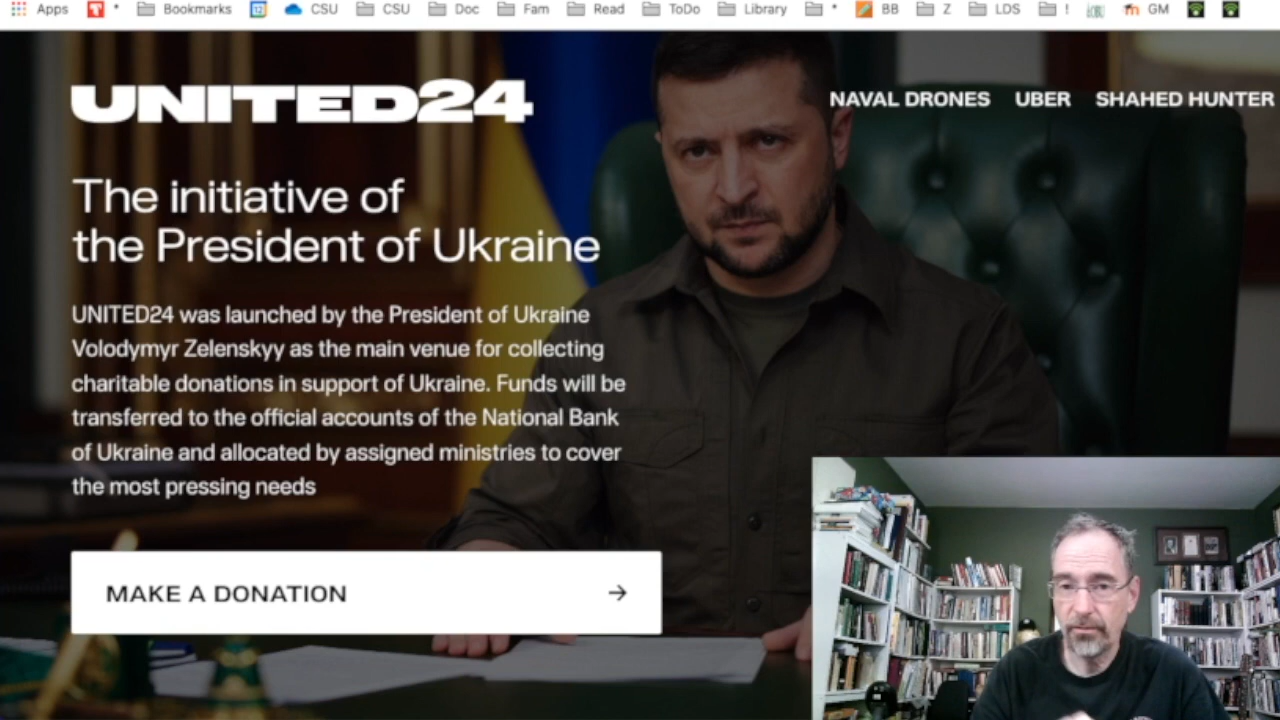 Apps
*
Bookmarks
CSU
CSU
Doc
Fam
Read
ToDo
Library
*
BB
Z
LDS
!
GM
UNITED24
NAVAL DRONES
UBER
SHAHED HUNTER
The initiative of
the President of Ukraine
UNITED24 was launched by the President of Ukraine
Volodymyr Zelenskyy as the main venue for collecting
charitable donations in support of Ukraine. Funds will be
transferred to the official accounts of the National Bank
of Ukraine and allocated by assigned ministries to cover
the most pressing needs
MAKE A DONATION →